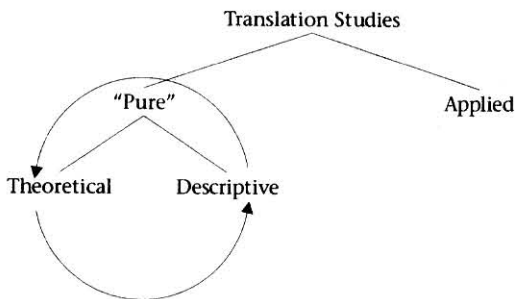 Translation Studies
“Pure”
Applied
Theoretical
Descriptive